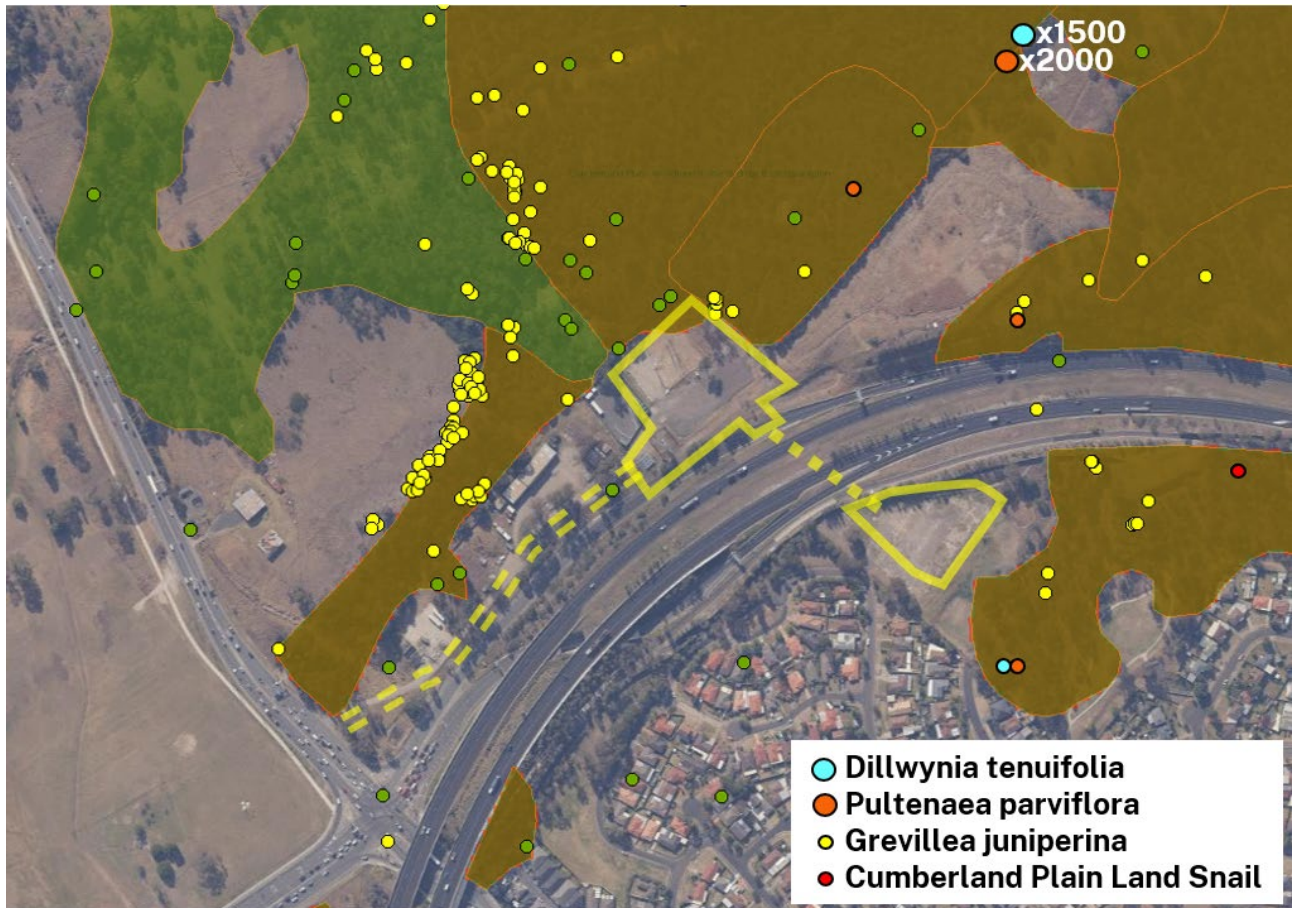 x1500
x2000
Dillwynia tenuifolia
Pultenaea parviflora
Grevillea juniperina
Cumberland Plain Land Snail